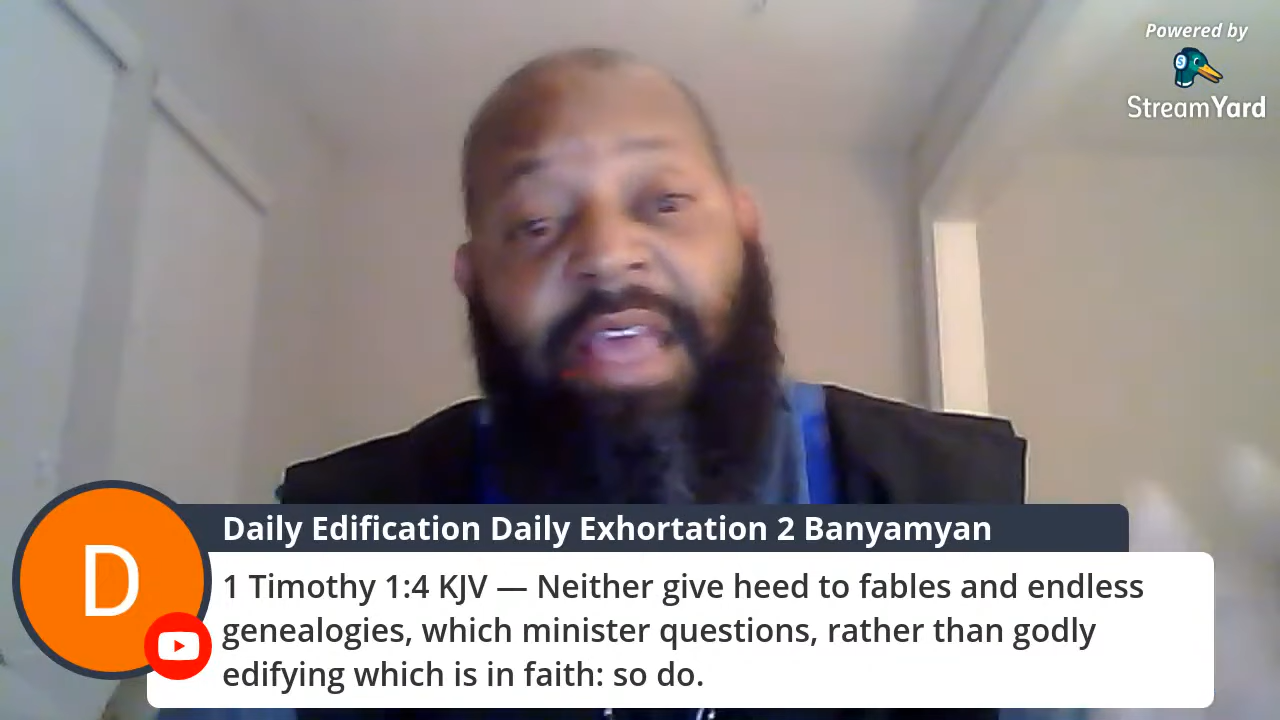 Powered by
StreamYard
Daily Edification Daily Exhortation 2 Banyamyan
D
1 Timothy 1:4 KJV — Neither give heed to fables and endless
genealogies, which minister questions, rather than godly
edifying which is in faith: so do.